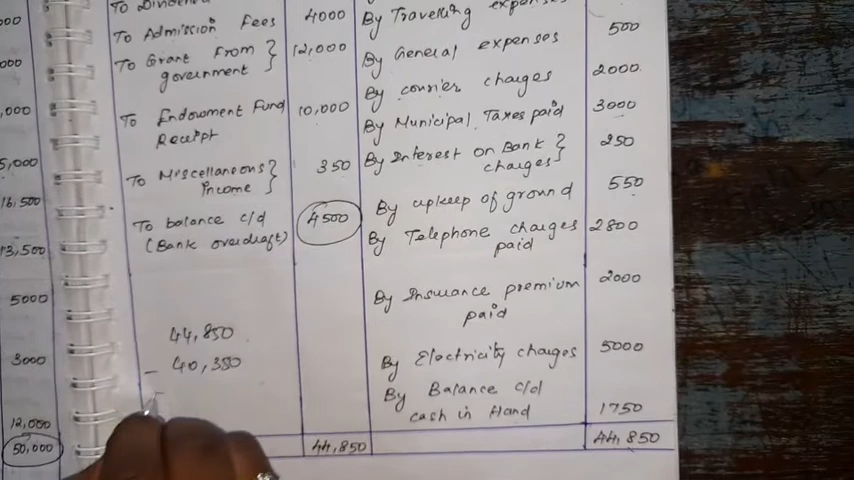 To Admission Fees 4000
To Grant From } 12,000
government
To Endowment Fund 10,000
Receipt
To Miscellaneous } 350
income
To balance c/d 4500
(Bank overdraft)
44,850
- 40,350
44,850
By Travelling
By General expenses 500
By courier charges 2000
By Municipal Taxes paid 3000
By Interest on Bank } 250
charges
By upkeep of ground 550
By Telephone charges 2800
paid
By Insurance premium 2000
paid
By Electricity charges 5000
By Balance c/d
cash in Hand 1750
44,850
5,000
16,500
13,500
5000
3000
12,000
50,000